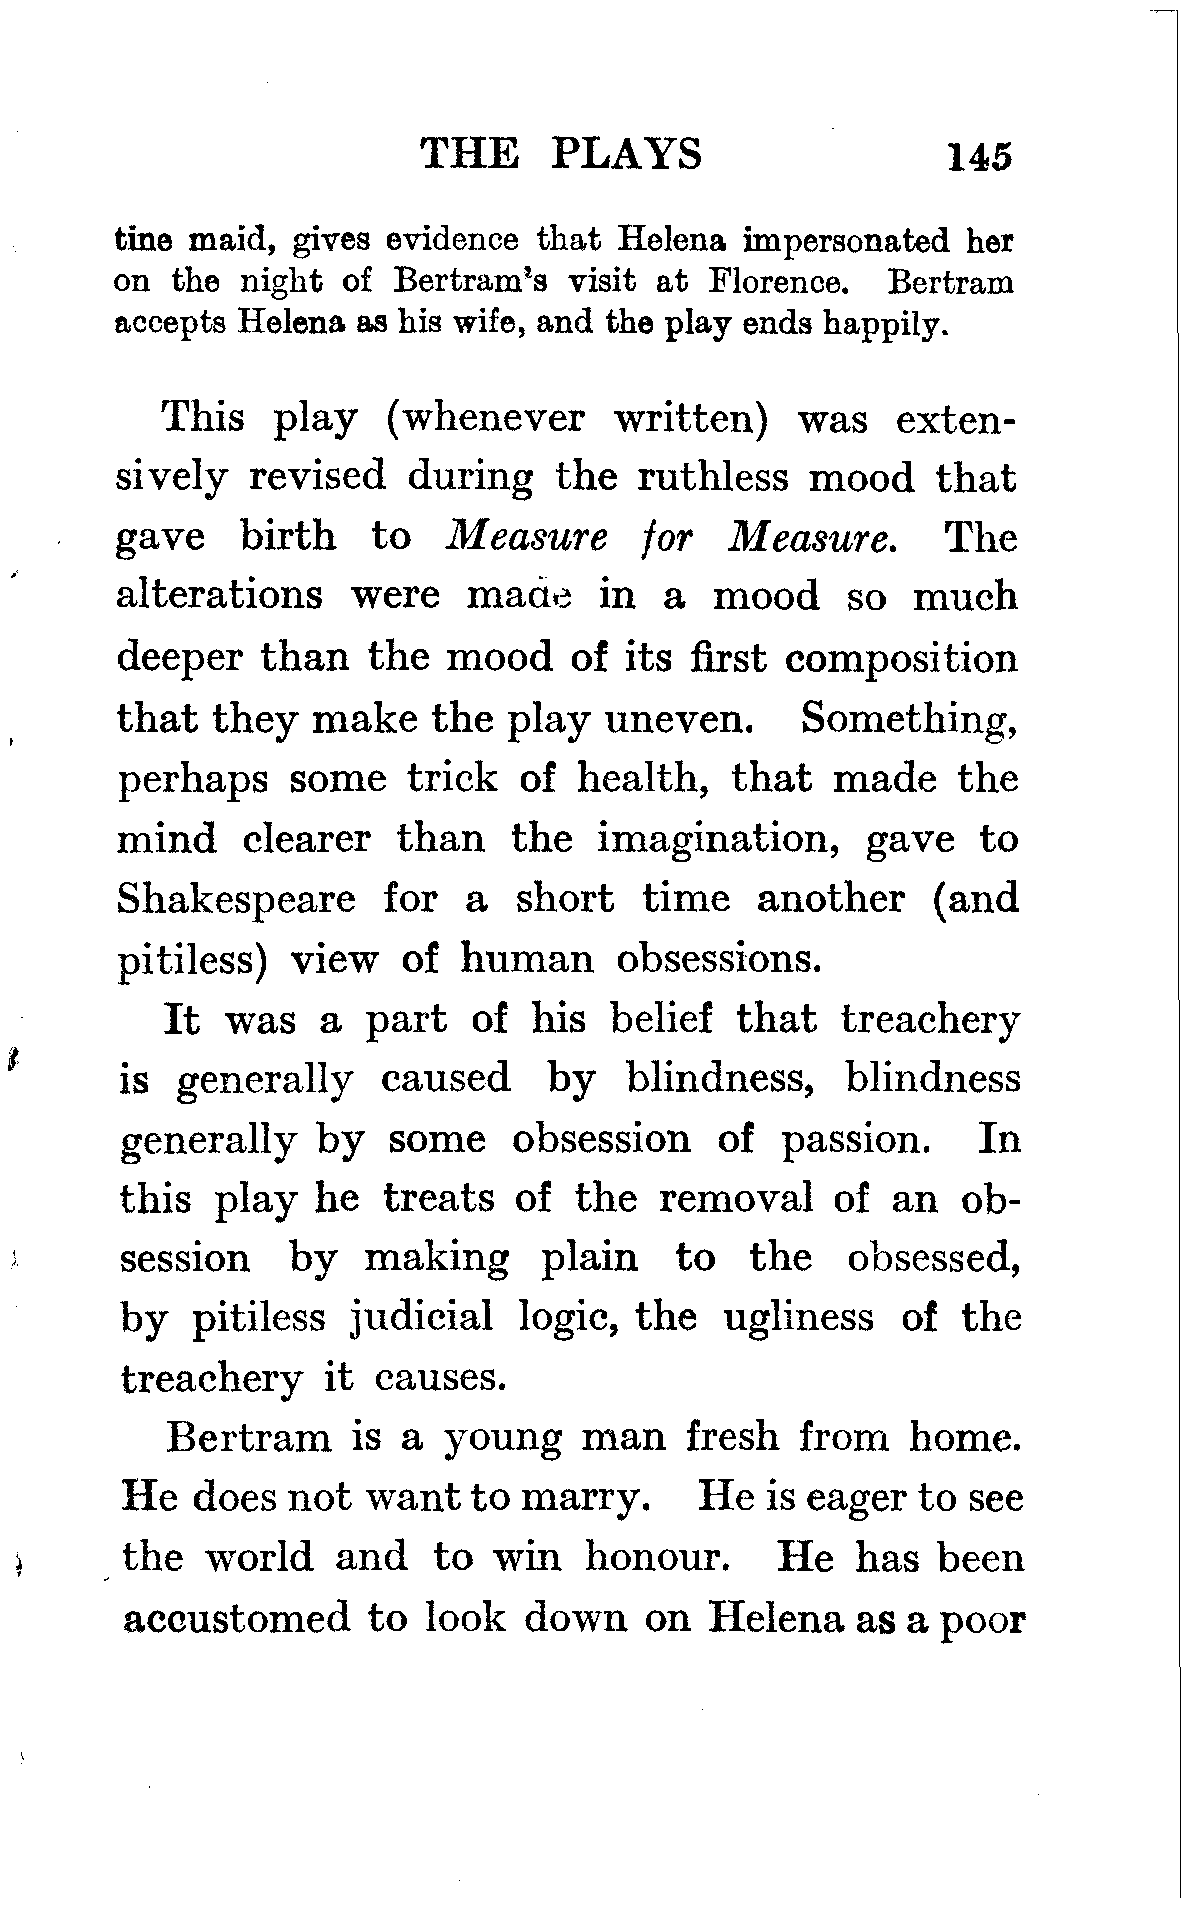 THE PLAYS 145
tine maid, gives evidence that Helena impersonated her
on the night of Bertram's visit at Florence. Bertram
accepts Helena as his wife, and the play ends happily.
This play (whenever written) was exten-
sively revised during the ruthless mood that
gave birth to Measure for Measure. The
alterations were made in a mood so much
deeper than the mood of its first composition
that they make the play uneven. Something,
perhaps some trick of health, that made the
mind clearer than the imagination, gave to
Shakespeare for a short time another (and
pitiless) view of human obsessions.
It was a part of his belief that treachery
is generally caused by blindness, blindness
generally by some obsession of passion. In
this play he treats of the removal of an ob-
session by making plain to the obsessed,
by pitiless judicial logic, the ugliness of the
treachery it causes.
Bertram is a young man fresh from home.
He does not want to marry. He is eager to see
the world and to win honour. He has been
accustomed to look down on Helena as a poor